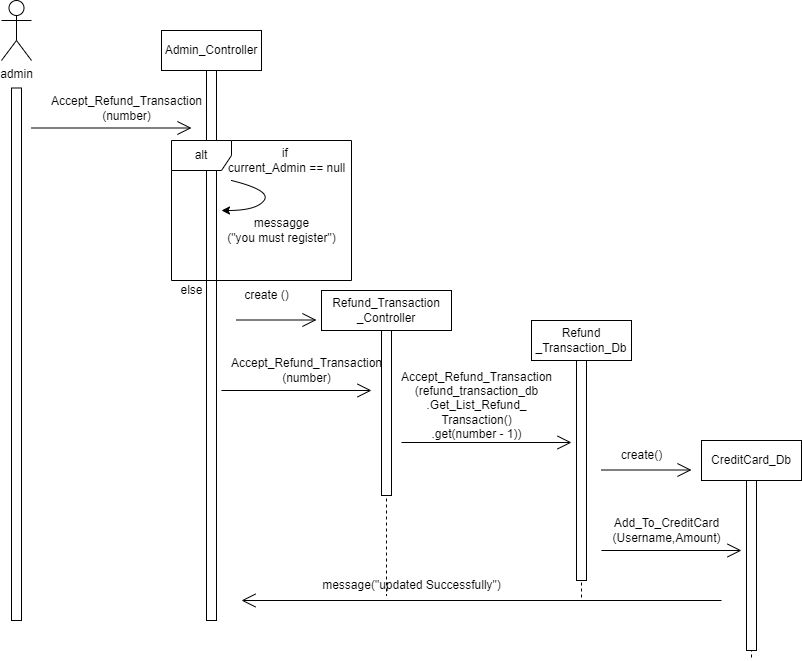 admin
Admin_Controller
Accept_Refund_Transaction
(number)
alt
if
current_Admin == null
messagge
("you must register")
else
create ()
Refund_Transaction
_Controller
Accept_Refund_Transaction
(number)
Refund
_Transaction_Db
Accept_Refund_Transaction
(refund_transaction_db
.Get_List_Refund_
Transaction()
.get(number - 1))
create()
CreditCard_Db
Add_To_CreditCard
(Username,Amount)
message("updated Successfully")